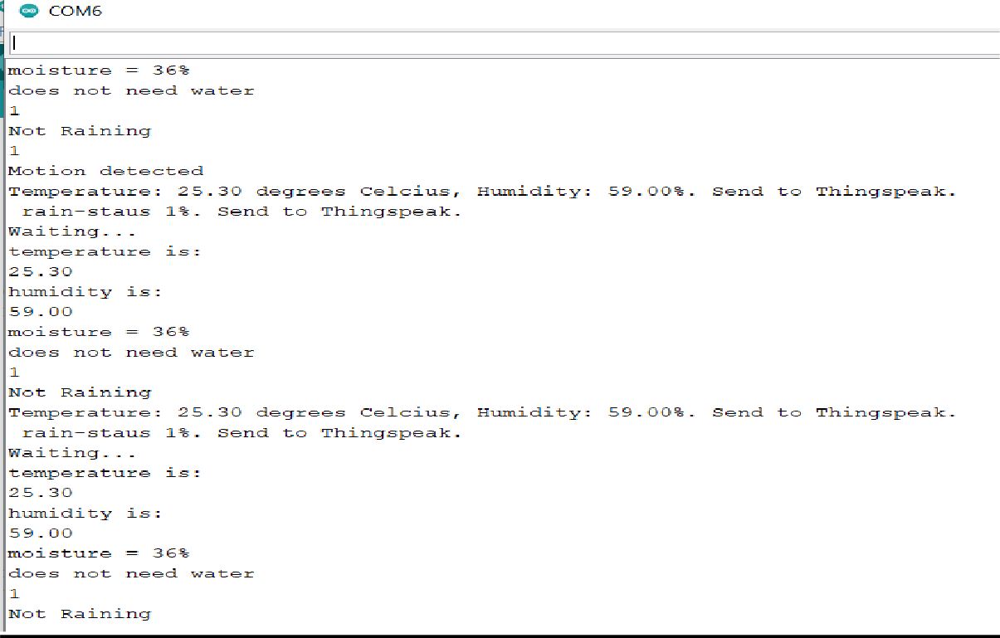 COM6
moisture = 36%
does not need water
1
Not Raining
1
Motion detected
Temperature: 25.30 degrees Celcius, Humidity: 59.00%. Send to Thingspeak.
 rain-staus 1%. Send to Thingspeak.
Waiting...
temperature is:
25.30
humidity is:
59.00
moisture = 36%
does not need water
1
Not Raining
Temperature: 25.30 degrees Celcius, Humidity: 59.00%. Send to Thingspeak.
 rain-staus 1%. Send to Thingspeak.
Waiting...
temperature is:
25.30
humidity is:
59.00
moisture = 36%
does not need water
1
Not Raining